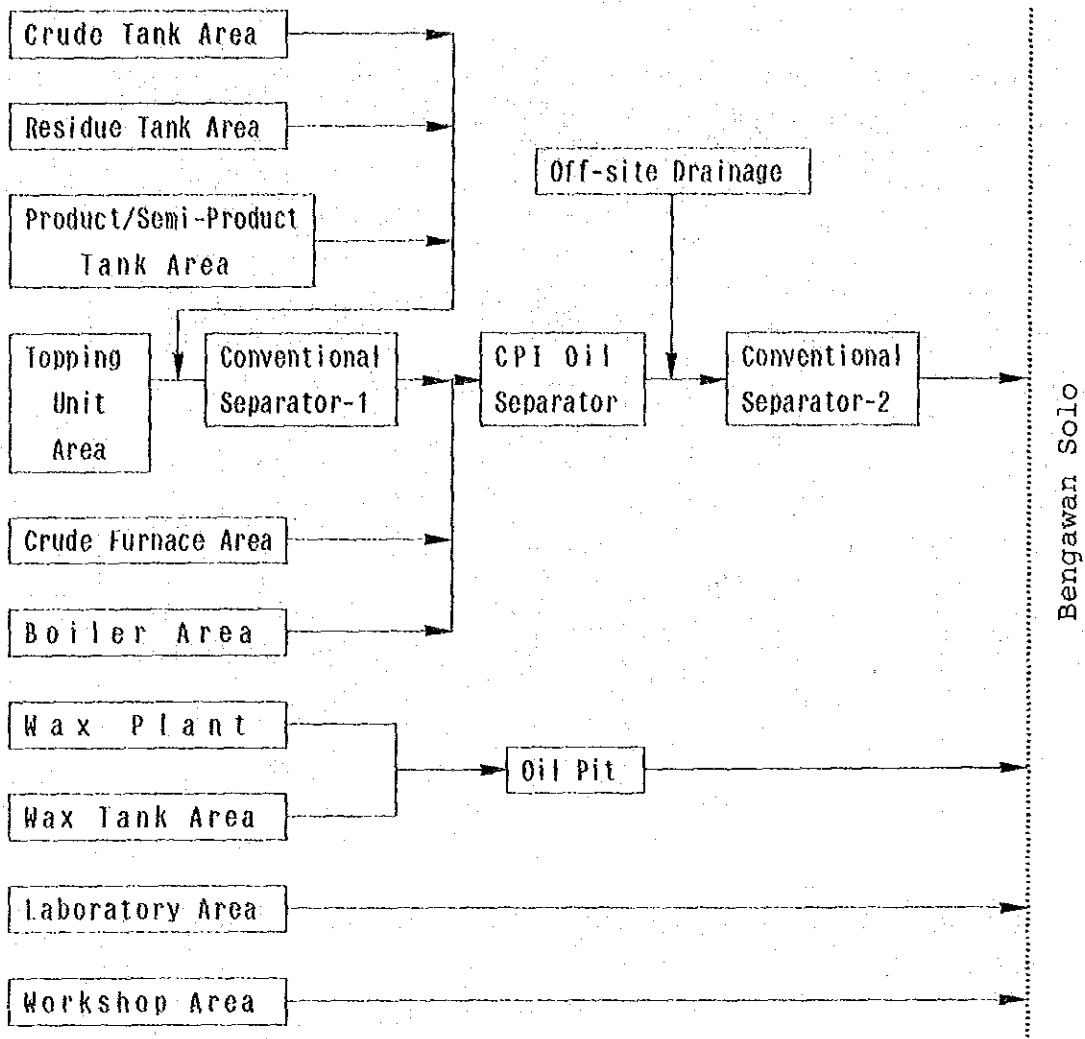 Crude Tank Area
Residue Tank Area
Off-site Drainage
Product/Semi-Product
Tank Area
Topping
Unit
Area
Conventional
Separator-1
CPI Oil
Separator
Conventional
Separator-2
Bengawan Solo
Crude Furnace Area
Boiler Area
Wax Plant
Oil Pit
Wax Tank Area
Laboratory Area
Workshop Area